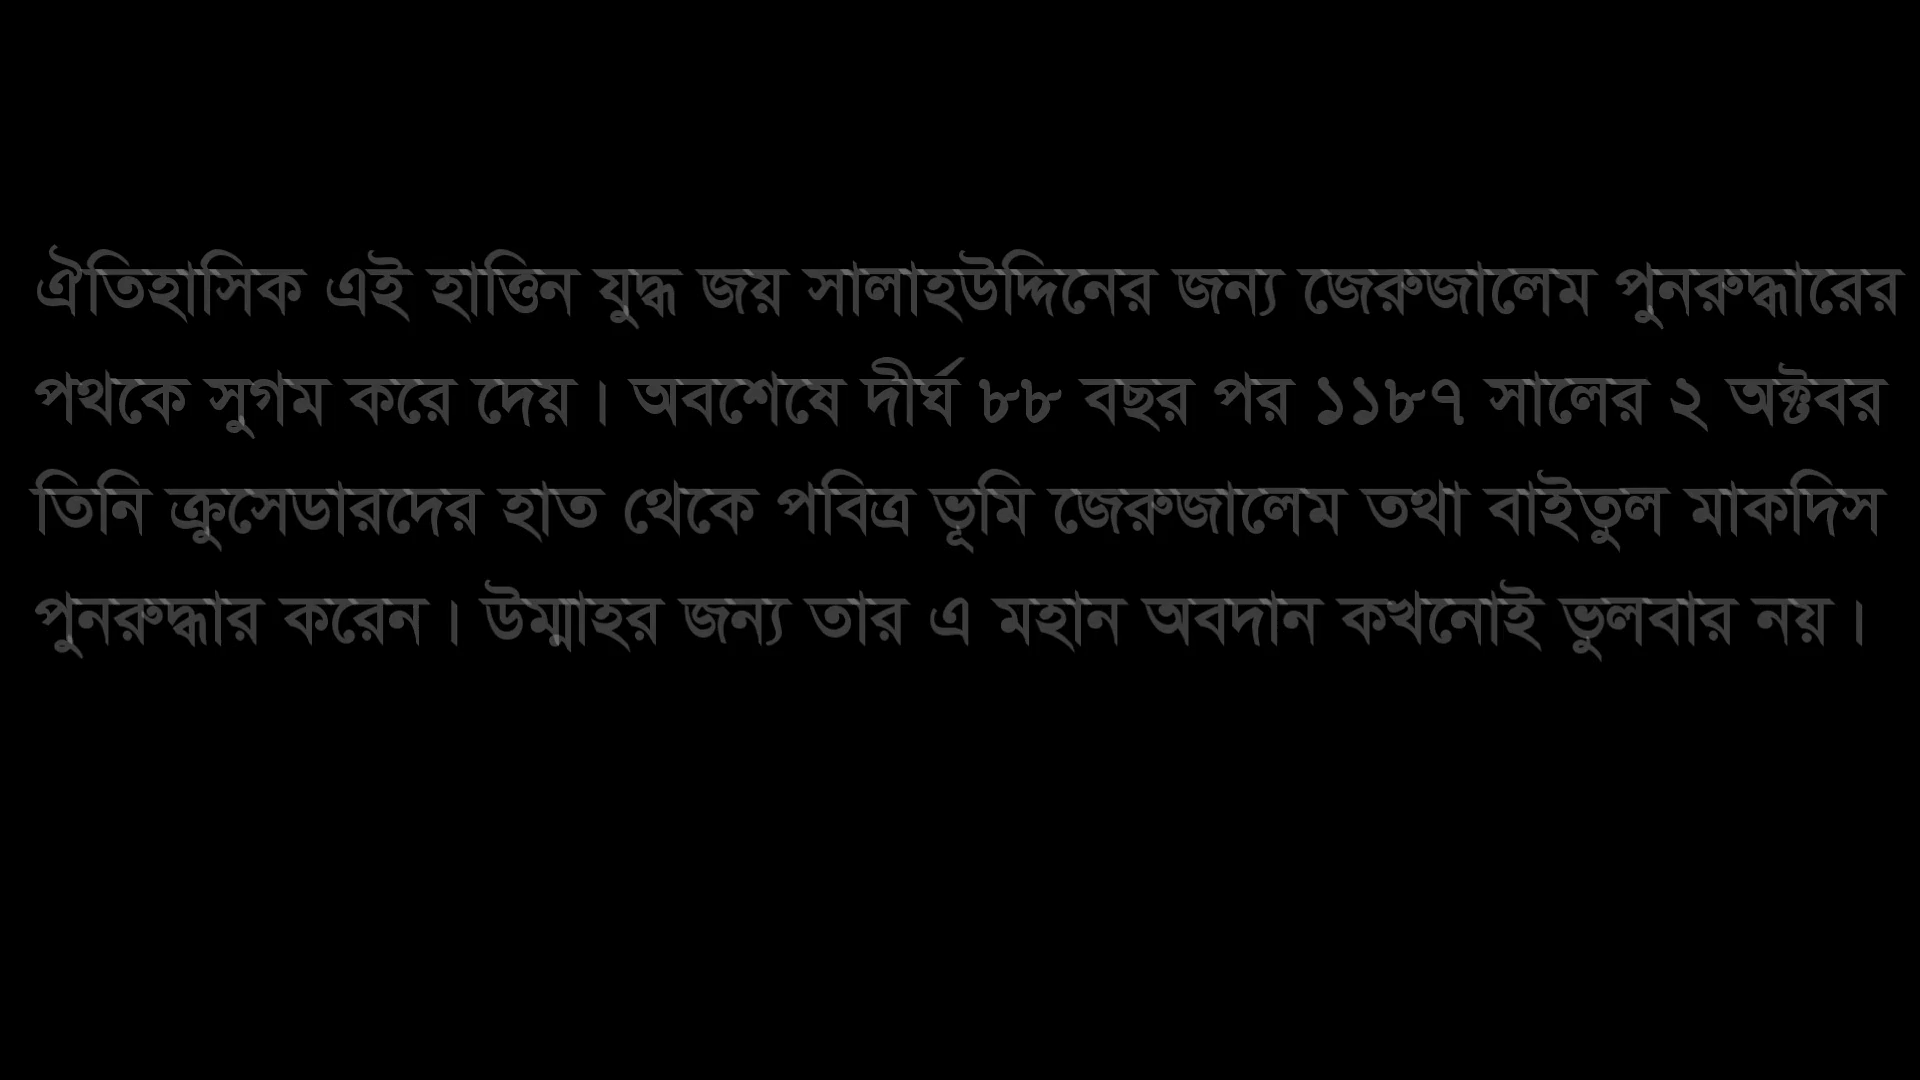 ঐতিহাসিক এই হাত্তিন যুদ্ধ জয় সালাহউদ্দিনের জন্য জেরুজালেম পুনরুদ্ধারের
পথকে সুগম করে দেয়। অবশেষে দীর্ঘ ৮৮ বছর পর ১১৮৭ সালের ২ অক্টবর
তিনি ক্রুসেডারদের হাত থেকে পবিত্র ভূমি জেরুজালেম তথা বাইতুল মাকদিস
পুনরুদ্ধার করেন। উম্মাহর জন্য তার এ মহান অবদান কখনোই ভুলবার নয়।